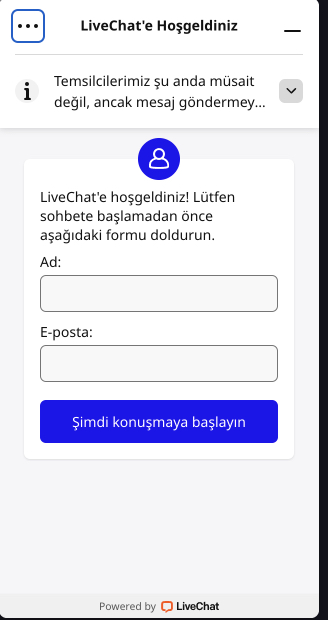 LiveChat'e Hoşgeldiniz
Temsilcilerimiz şu anda müsait
değil, ancak mesaj göndermey...
LiveChat'e hoşgeldiniz! Lütfen
sohbete başlamadan önce
aşağıdaki formu doldurun.
Ad:
E-posta:
Şimdi konuşmaya başlayın
Powered by LiveChat